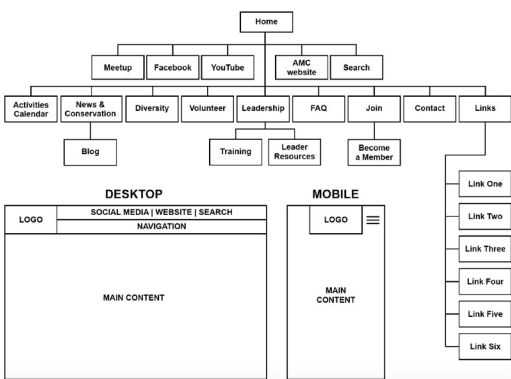 Home
Meetup
Facebook
YouTube
AMC
website
Search
Activities
Calendar
News &
Conservation
Diversity
Volunteer
Leadership
FAQ
Join
Contact
Links
Blog
Training
Leader
Resources
Become
a Member
Link One
Link Two
Link Three
Link Four
Link Five
Link Six
DESKTOP
LOGO
SOCIAL MEDIA | WEBSITE | SEARCH
NAVIGATION
MAIN CONTENT
MOBILE
LOGO
MAIN
CONTENT